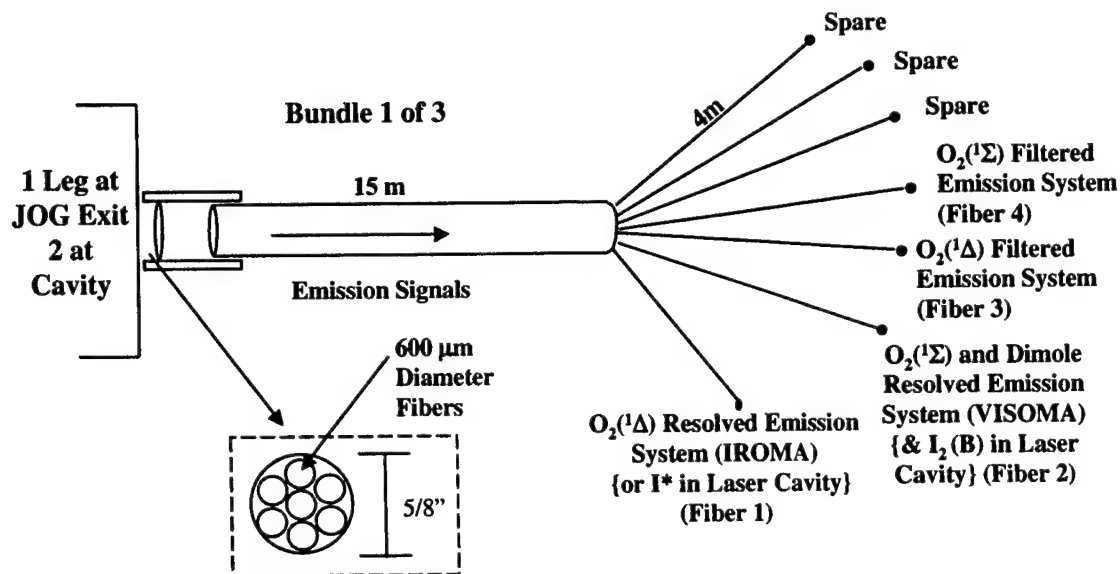 Spare
Spare
Spare
4m
Bundle 1 of 3
1 Leg at
JOG Exit
2 at
Cavity
15 m
Emission Signals
O₂(¹Σ) Filtered
Emission System
(Fiber 4)
O₂(¹Δ) Filtered
Emission System
(Fiber 3)
O₂(¹Σ) and Dimole
Resolved Emission
System (VISOMA)
{& I₂ (B) in Laser
Cavity} (Fiber 2)
O₂(¹Δ) Resolved Emission
System (IROMA)
{or I* in Laser Cavity}
(Fiber 1)
600 μm
Diameter
Fibers
5/8”